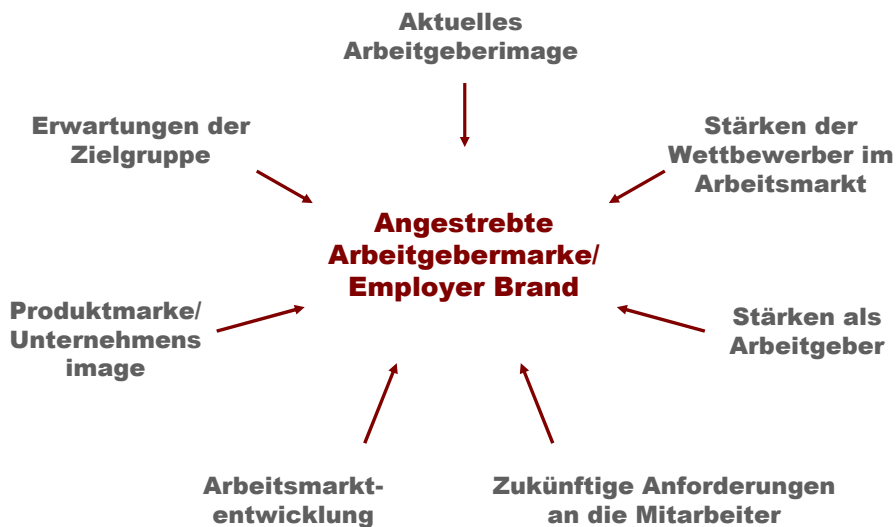 Aktuelles
Arbeitgeberimage
Erwartungen der
Zielgruppe
Stärken der
Wettbewerber im
Arbeitsmarkt
Angestrebte
Arbeitgebermarke/
Employer Brand
Produktmarke/
Unternehmens
image
Stärken als
Arbeitgeber
Arbeitsmarkt-
entwicklung
Zukünftige Anforderungen
an die Mitarbeiter